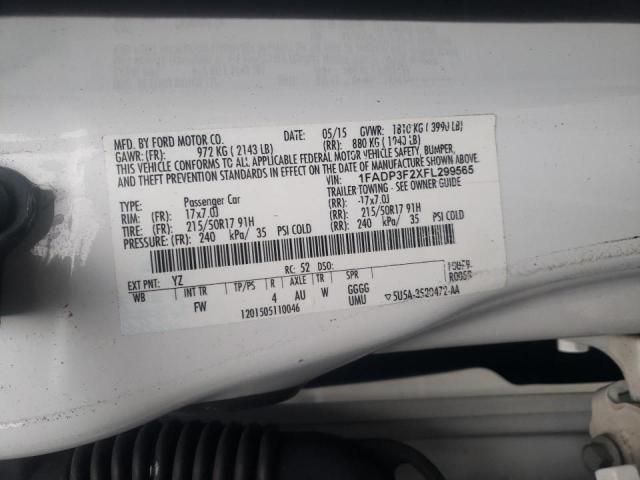 MFD. BY FORD MOTOR CO. DATE: 05/15 GVWR: 1810 KG ( 3990 LB)
GAWR: (FR): 972 KG ( 2143 LB) (RR): 880 KG ( 1940 LB)
THIS VEHICLE CONFORMS TO ALL APPLICABLE FEDERAL MOTOR VEHICLE SAFETY, BUMPER,
THEFT PREVENTION STANDARDS IN EFFECT ON THE DATE OF MANUFACTURE SHOWN ABOVE.
VIN: 1FADP3F2XFL299565
TYPE: Passenger Car TRAILER TOWING - SEE OWNERS
RIM: (FR): 17x7.0J (RR): -17x7.0J
TIRE: (FR): 215/50R17 91H (RR): 215/50R17 91H
PRESSURE: (FR): 240 kPa/ 35 PSI COLD (RR): 240 kPa/ 35 PSI COLD
EXT PNT: YZ RC: 52 DSO:
WB INT TR TP/PS R AXLE TR SPR
FW 4 AU W GGGG
1201505110046 UMU 5U5A-3520472-AA